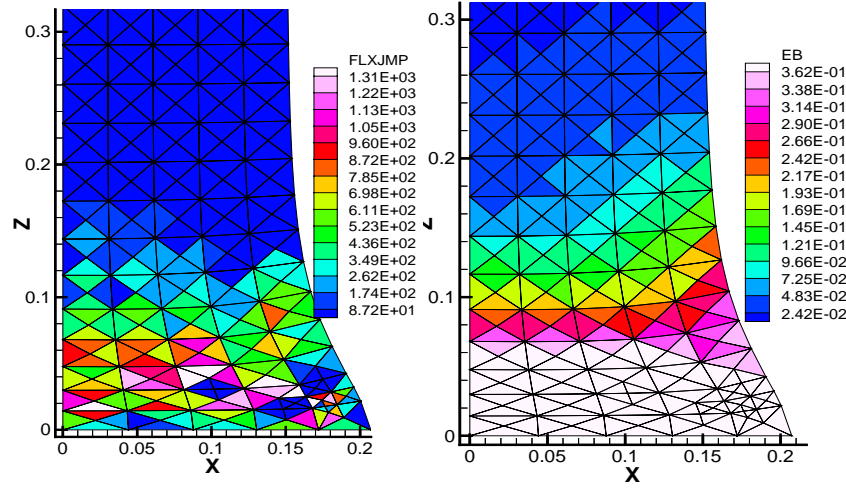 FLXJMP
1.31E+03
1.22E+03
1.13E+03
1.05E+03
9.60E+02
8.72E+02
7.85E+02
6.98E+02
6.11E+02
5.23E+02
4.36E+02
3.49E+02
2.62E+02
1.74E+02
8.72E+01
0.3
0.2
0.1
0
Z
0 0.05 0.1 0.15 0.2
X
EB
3.62E-01
3.38E-01
3.14E-01
2.90E-01
2.66E-01
2.42E-01
2.17E-01
1.93E-01
1.69E-01
1.45E-01
1.21E-01
9.66E-02
7.25E-02
4.83E-02
2.42E-02
0.3
0.2
0.1
0
0 0.05 0.1 0.15 0.2
X